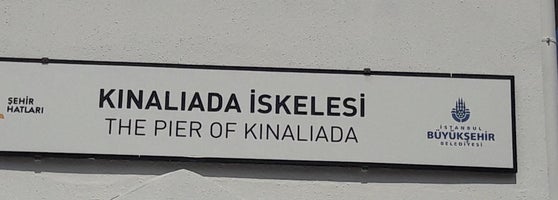 ŞEHİR
HATLARI
KINALIADA İSKELESİ
THE PIER OF KINALIADA
İSTANBUL
BÜYÜKŞEHİR
BELEDİYESİ